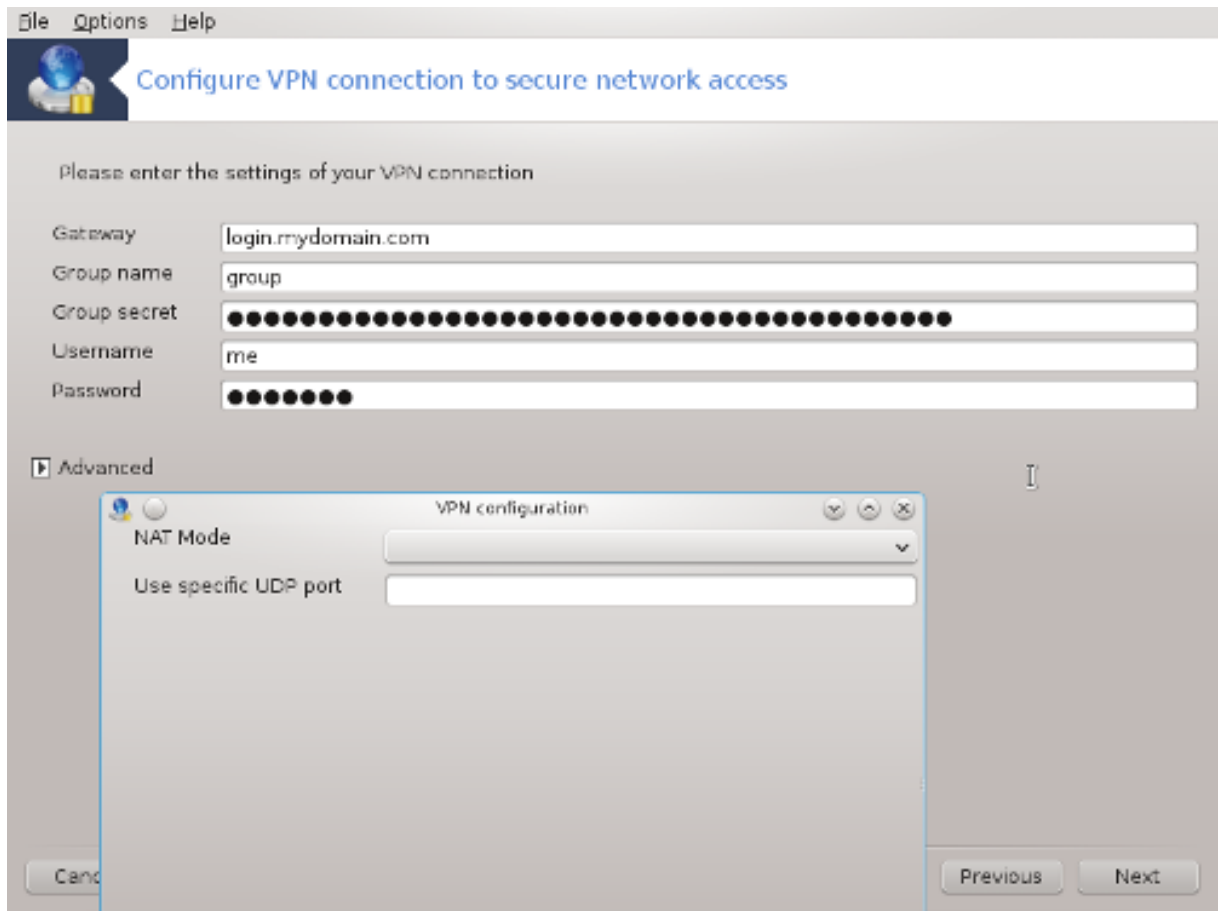 File Options Help
Configure VPN connection to secure network access
Please enter the settings of your VPN connection
Gateway login.mydomain.com
Group name group
Group secret ●●●●●●●●●●●●●●●●●●●●●●●●●●●●●●●●●●●●●●●●
Username me
Password ●●●●●●●
Advanced
VPN configuration
NAT Mode
Use specific UDP port
Canc Previous Next